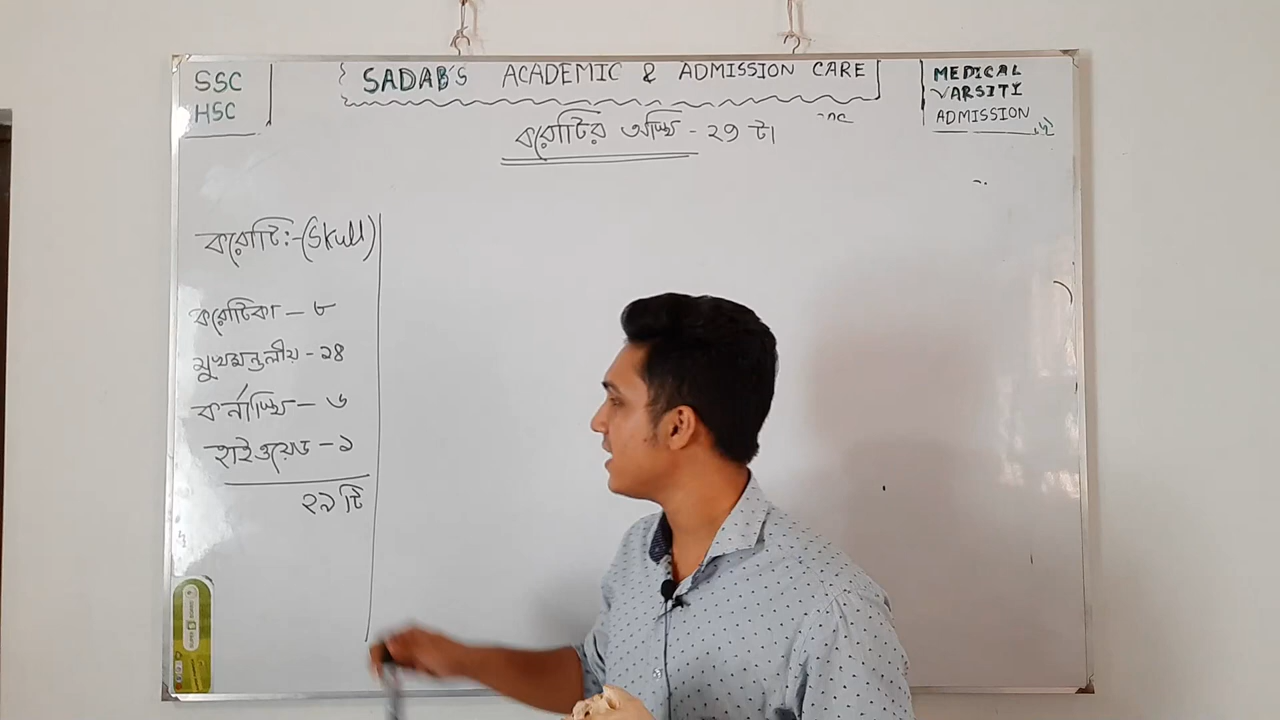 SSC
HSC
SADAB'S ACADEMIC & ADMISSION CARE
MEDICAL
VARSITY
ADMISSION
করোটির অস্থি - ২৯ টা
করোটিঃ-(Skull)
করোটিকা - ৮
মুখমন্ডলীয় - ১৪
কর্নাস্থি - ৬
হাইওয়েড - ১
২৯ টি